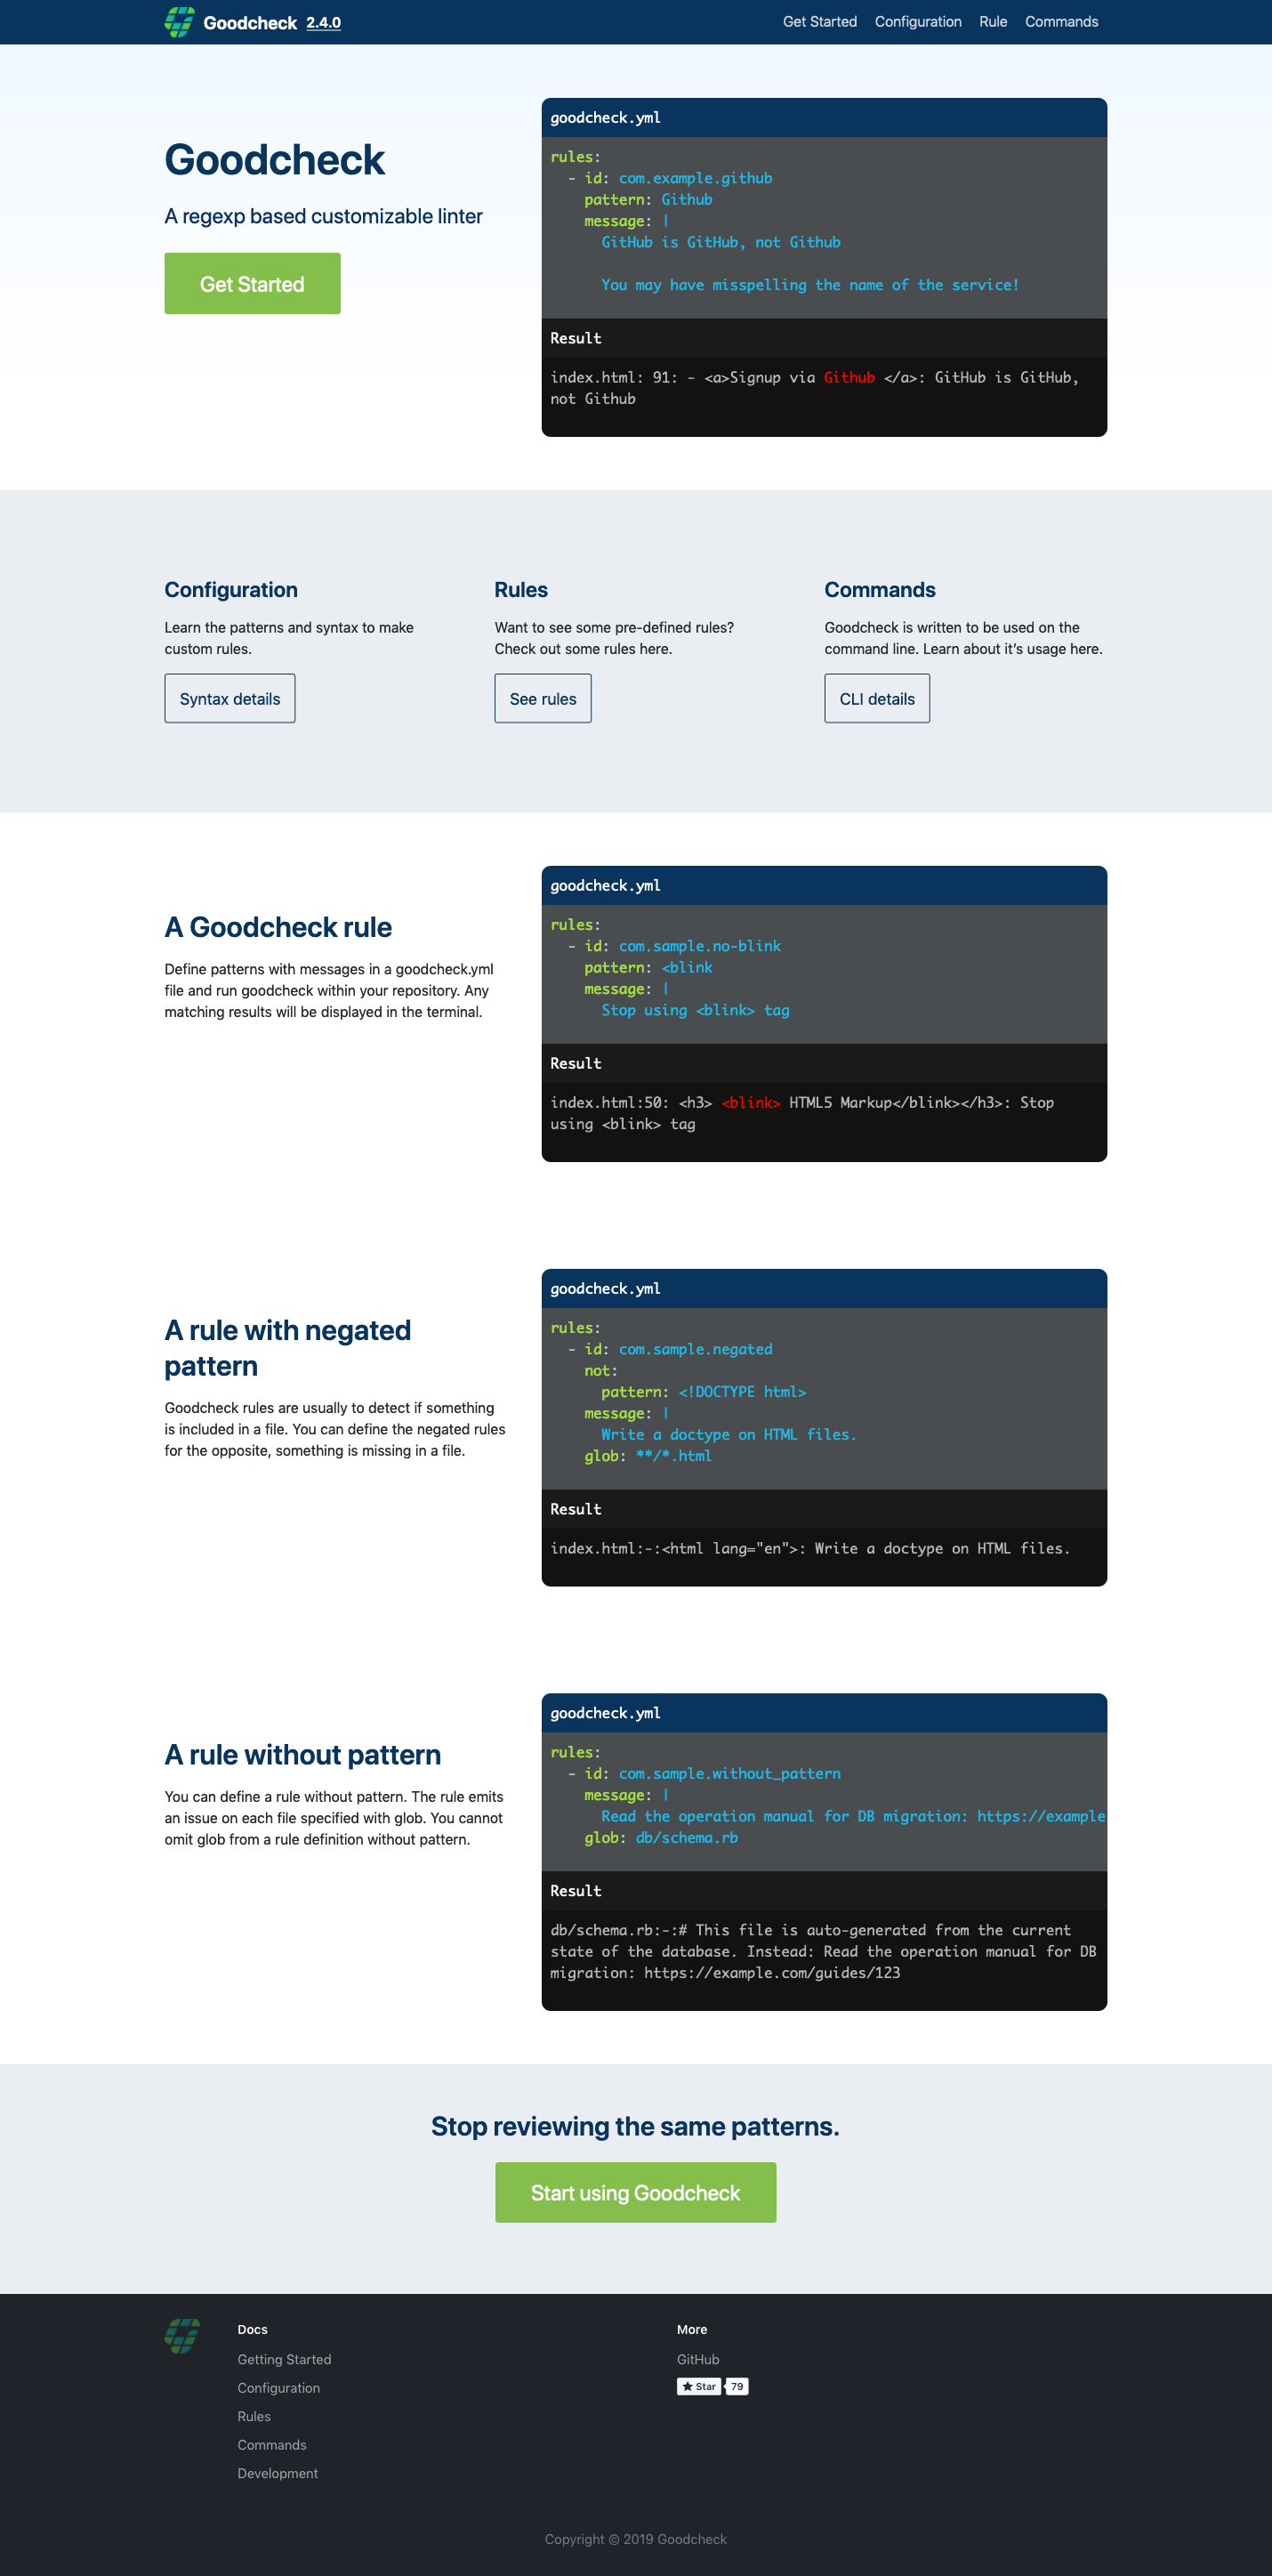 Goodcheck 2.4.0
Get Started Configuration Rule Commands
Goodcheck
A regexp based customizable linter
Get Started
goodcheck.yml
rules:
  - id: com.example.github
    pattern: Github
    message: |
      GitHub is GitHub, not Github
      You may have misspelling the name of the service!
Result
index.html: 91: - <a>Signup via Github </a>: GitHub is GitHub,
not Github
Configuration
Learn the patterns and syntax to make
custom rules.
Syntax details
Rules
Want to see some pre-defined rules?
Check out some rules here.
See rules
Commands
Goodcheck is written to be used on the
command line. Learn about it’s usage here.
CLI details
A Goodcheck rule
Define patterns with messages in a goodcheck.yml
file and run goodcheck within your repository. Any
matching results will be displayed in the terminal.
goodcheck.yml
rules:
  - id: com.sample.no-blink
    pattern: <blink
    message: |
      Stop using <blink> tag
Result
index.html:50: <h3> <blink> HTML5 Markup</blink></h3>: Stop
using <blink> tag
A rule with negated
pattern
Goodcheck rules are usually to detect if something
is included in a file. You can define the negated rules
for the opposite, something is missing in a file.
goodcheck.yml
rules:
  - id: com.sample.negated
    not:
      pattern: <!DOCTYPE html>
    message: |
      Write a doctype on HTML files.
    glob: **/*.html
Result
index.html:-:<html lang="en">: Write a doctype on HTML files.
A rule without pattern
You can define a rule without pattern. The rule emits
an issue on each file specified with glob. You cannot
omit glob from a rule definition without pattern.
goodcheck.yml
rules:
  - id: com.sample.without_pattern
    message: |
      Read the operation manual for DB migration: https://example
    glob: db/schema.rb
Result
db/schema.rb:-:# This file is auto-generated from the current
state of the database. Instead: Read the operation manual for DB
migration: https://example.com/guides/123
Stop reviewing the same patterns.
Start using Goodcheck
Docs
Getting Started
Configuration
Rules
Commands
Development
More
GitHub
Star 79
Copyright © 2019 Goodcheck